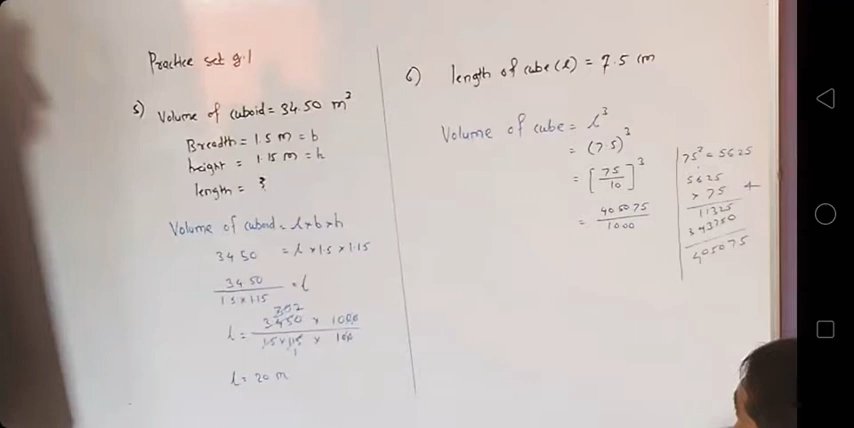 Practice set 9.1
5) Volume of cuboid = 34.50 m³
Breadth = 1.5 m = b
height = 1.15 m = h
length = ?
Volume of cuboid = l × b × h
34.50 = l × 1.5 × 1.15
34.50 / 1.5 × 1.15 = l
l = 3450 × 1000 / 15 × 115 × 100
l = 20 m
6) length of cube (l) = 7.5 cm
Volume of cube = l³
= (7.5)³
= [75/10]³
= 405075/1000
75² = 5625
5625
× 75
11325
343750
405075